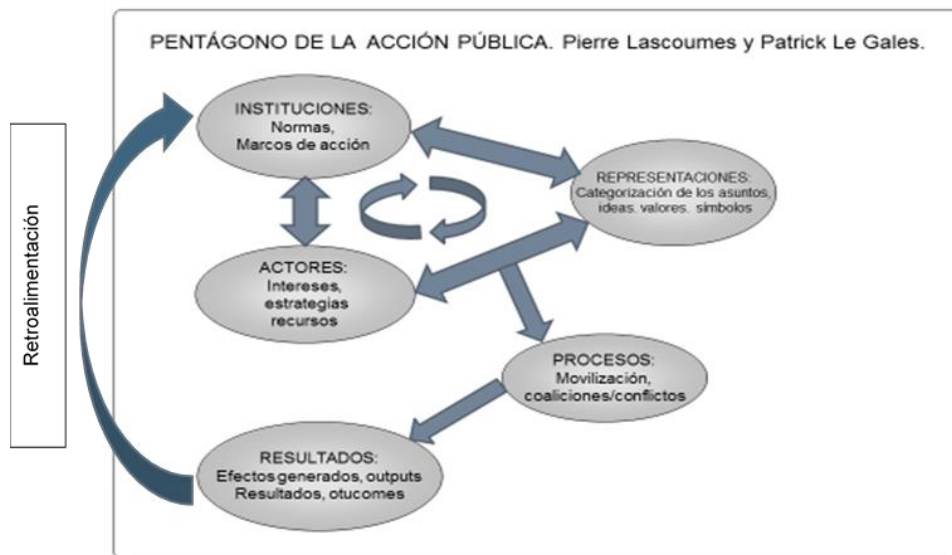 PENTÁGONO DE LA ACCIÓN PÚBLICA. Pierre Lascoumes y Patrick Le Gales.
INSTITUCIONES:
Normas,
Marcos de acción
REPRESENTACIONES:
Categorización de los asuntos,
ideas, valores, símbolos
ACTORES:
Intereses,
estrategias
recursos
Retroalimentación
PROCESOS:
Movilización,
coaliciones/conflictos
RESULTADOS:
Efectos generados, outputs
Resultados, otucomes